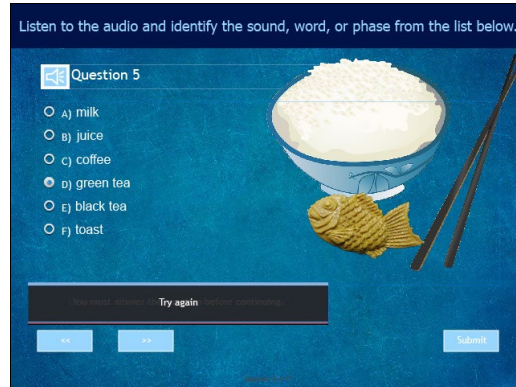 Listen to the audio and identify the sound, word, or phase from the list below.
Question 5
A) milk
B) juice
C) coffee
D) green tea
E) black tea
F) toast
Try again
<< >>
Submit